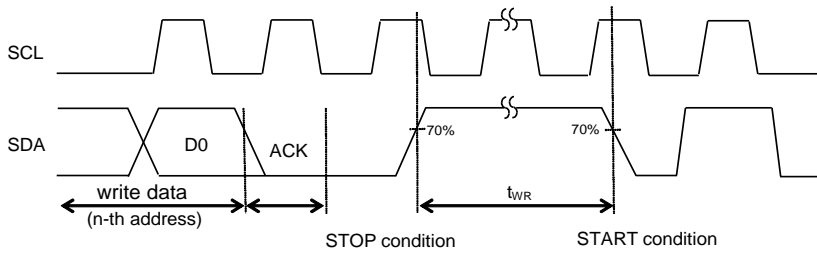 SCL
SDA
D0
ACK
70%
70%
write data
(n-th address)
tWR
STOP condition
START condition